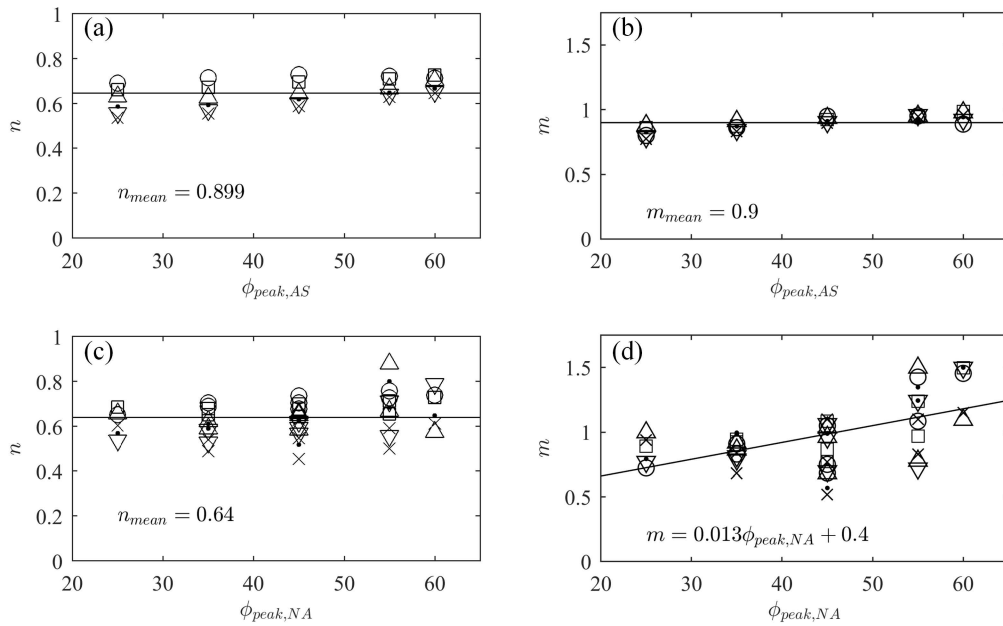 (a)
1
0.8
0.6
0.4
0.2
0
n
n_{mean} = 0.899
20 30 40 50 60
ϕ_{peak,AS}
(b)
1.5
1
0.5
0
m
m_{mean} = 0.9
20 30 40 50 60
ϕ_{peak,AS}
(c)
1
0.8
0.6
0.4
0.2
0
n
n_{mean} = 0.64
20 30 40 50 60
ϕ_{peak,NA}
(d)
1.5
1
0.5
0
m
m = 0.013ϕ_{peak,NA} + 0.4
20 30 40 50 60
ϕ_{peak,NA}